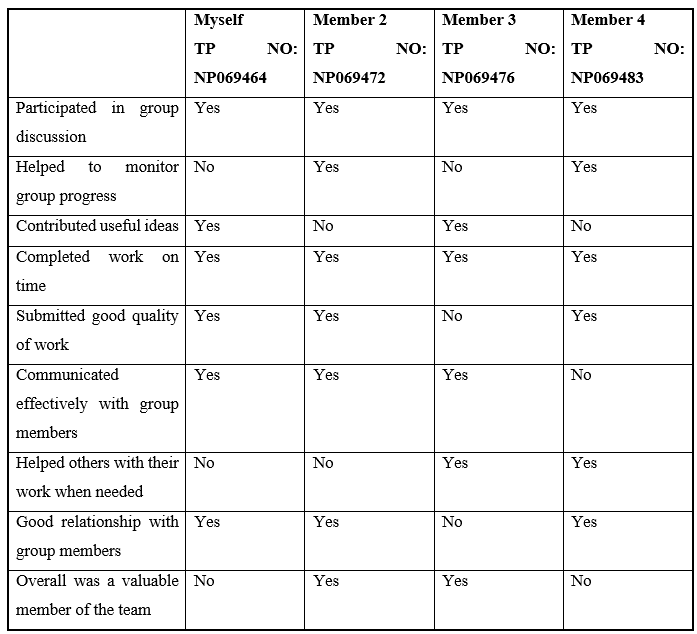 Myself Member 2 Member 3 Member 4
TP NO: TP NO: TP NO: TP NO:
NP069464 NP069472 NP069476 NP069483
Participated in group Yes Yes Yes Yes
discussion
Helped to monitor No Yes No Yes
group progress
Contributed useful ideas Yes No Yes No
Completed work on Yes Yes Yes Yes
time
Submitted good quality Yes Yes No Yes
of work
Communicated Yes Yes Yes No
effectively with group
members
Helped others with their No No Yes Yes
work when needed
Good relationship with Yes Yes No Yes
group members
Overall was a valuable No Yes Yes No
member of the team